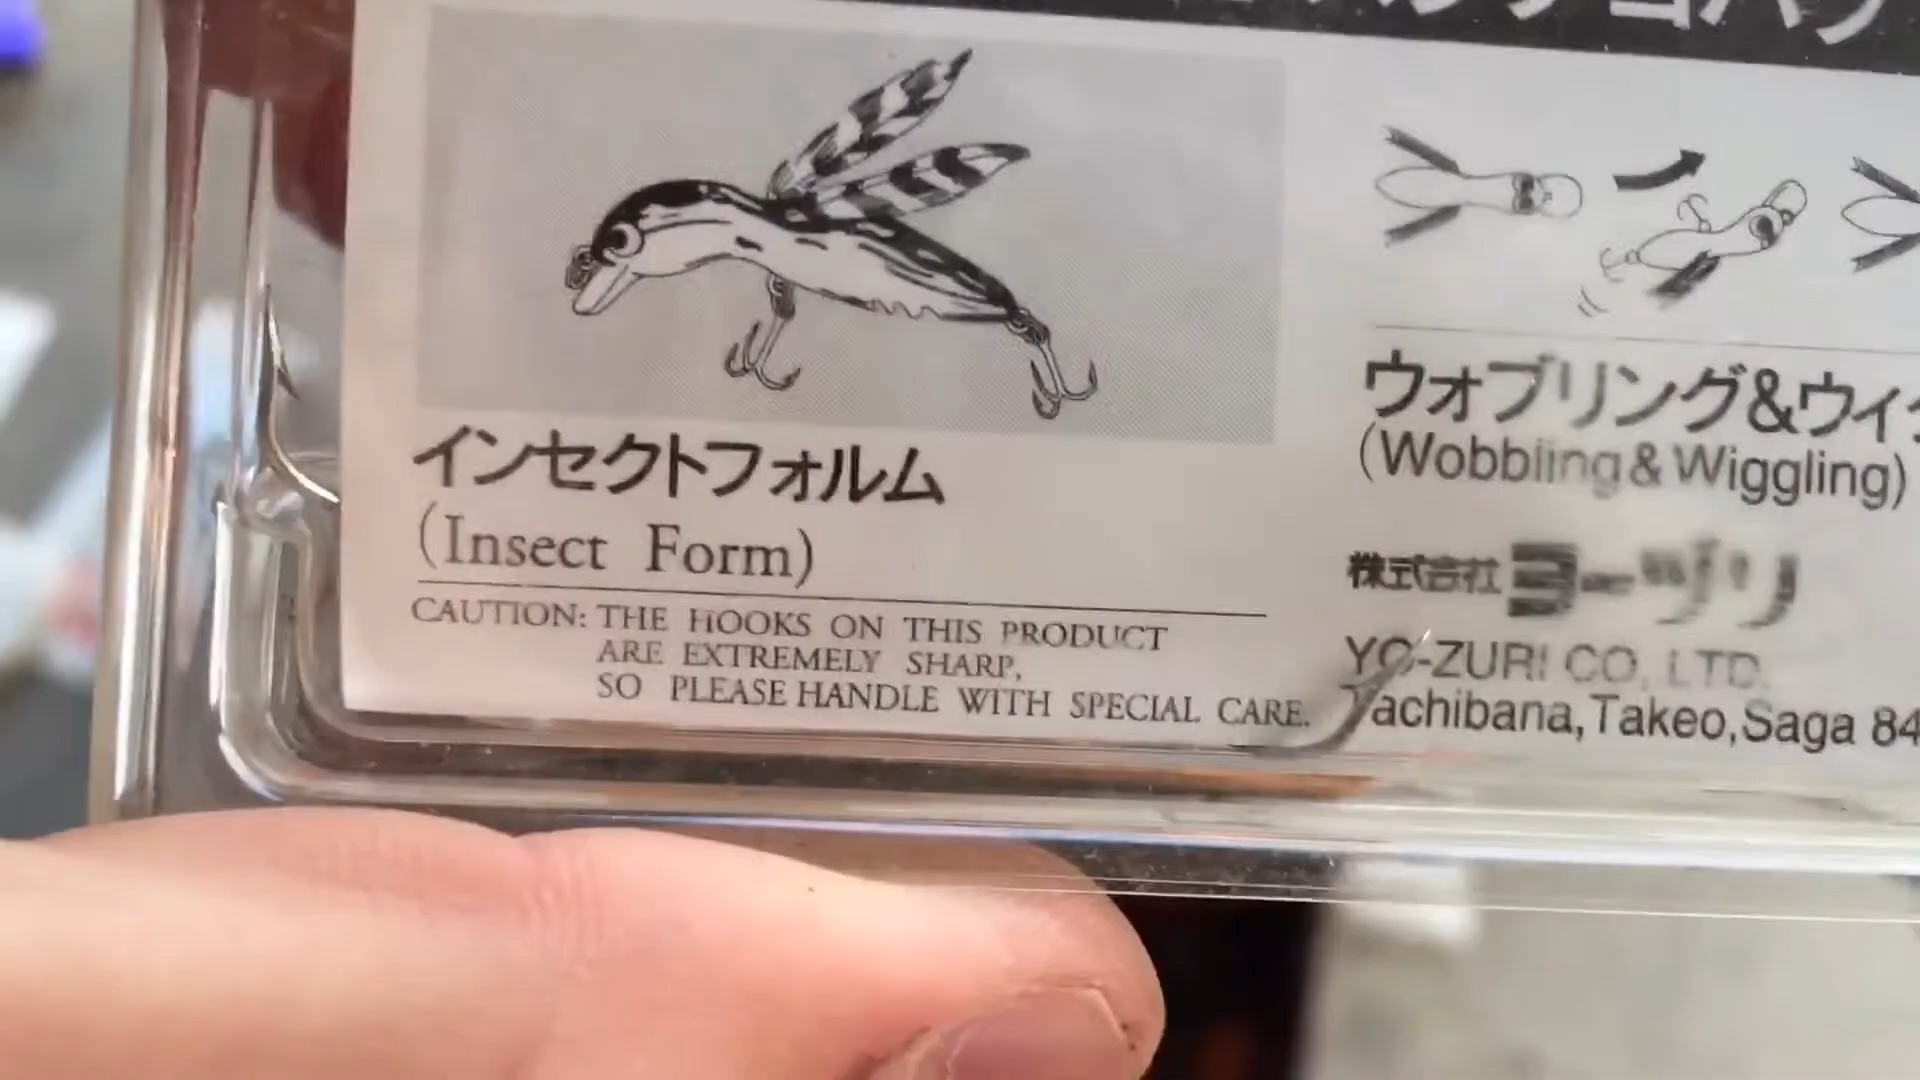 インセクトフォルム
(Insect Form)
CAUTION: THE HOOKS ON THIS PRODUCT
ARE EXTREMELY SHARP,
SO PLEASE HANDLE WITH SPECIAL CARE.
ウォブリング&ウィ
(Wobbling & Wiggling)
株式会社ヨーヅリ
YO-ZURI CO, LTD.
Tachibana, Takeo, Saga 84